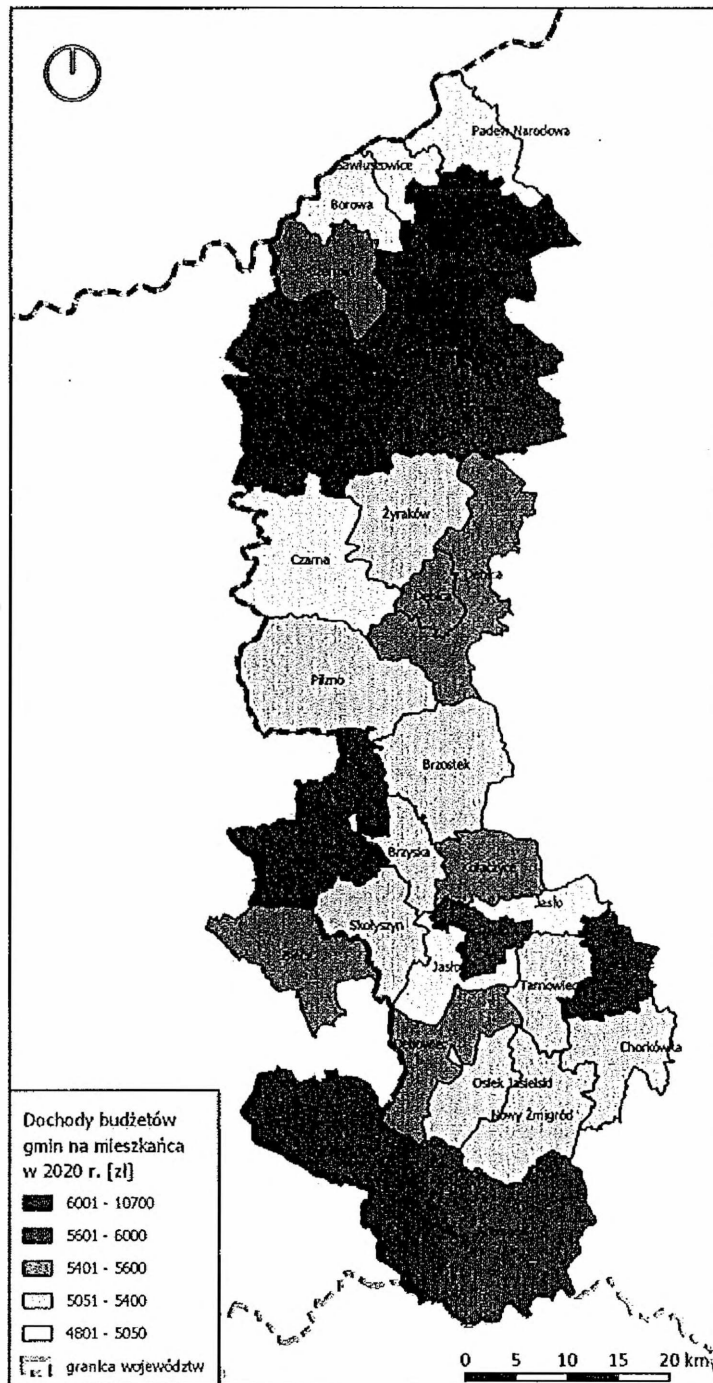 Padew Narodowa
Borowa
Żyraków
Czarna
Dębica
Pilzno
Brzostek
Brzyska
Kołaczyce
Jasło
Skołyszyn
Jasło
Tarnowiec
Chorkówka
Osiek Jasielski
Nowy Żmigród
Dochody budżetów
gmin na mieszkańca
w 2020 r. [zł]
6001 - 10700
5601 - 6000
5401 - 5600
5051 - 5400
4801 - 5050
granica województw
0 5 10 15 20 km